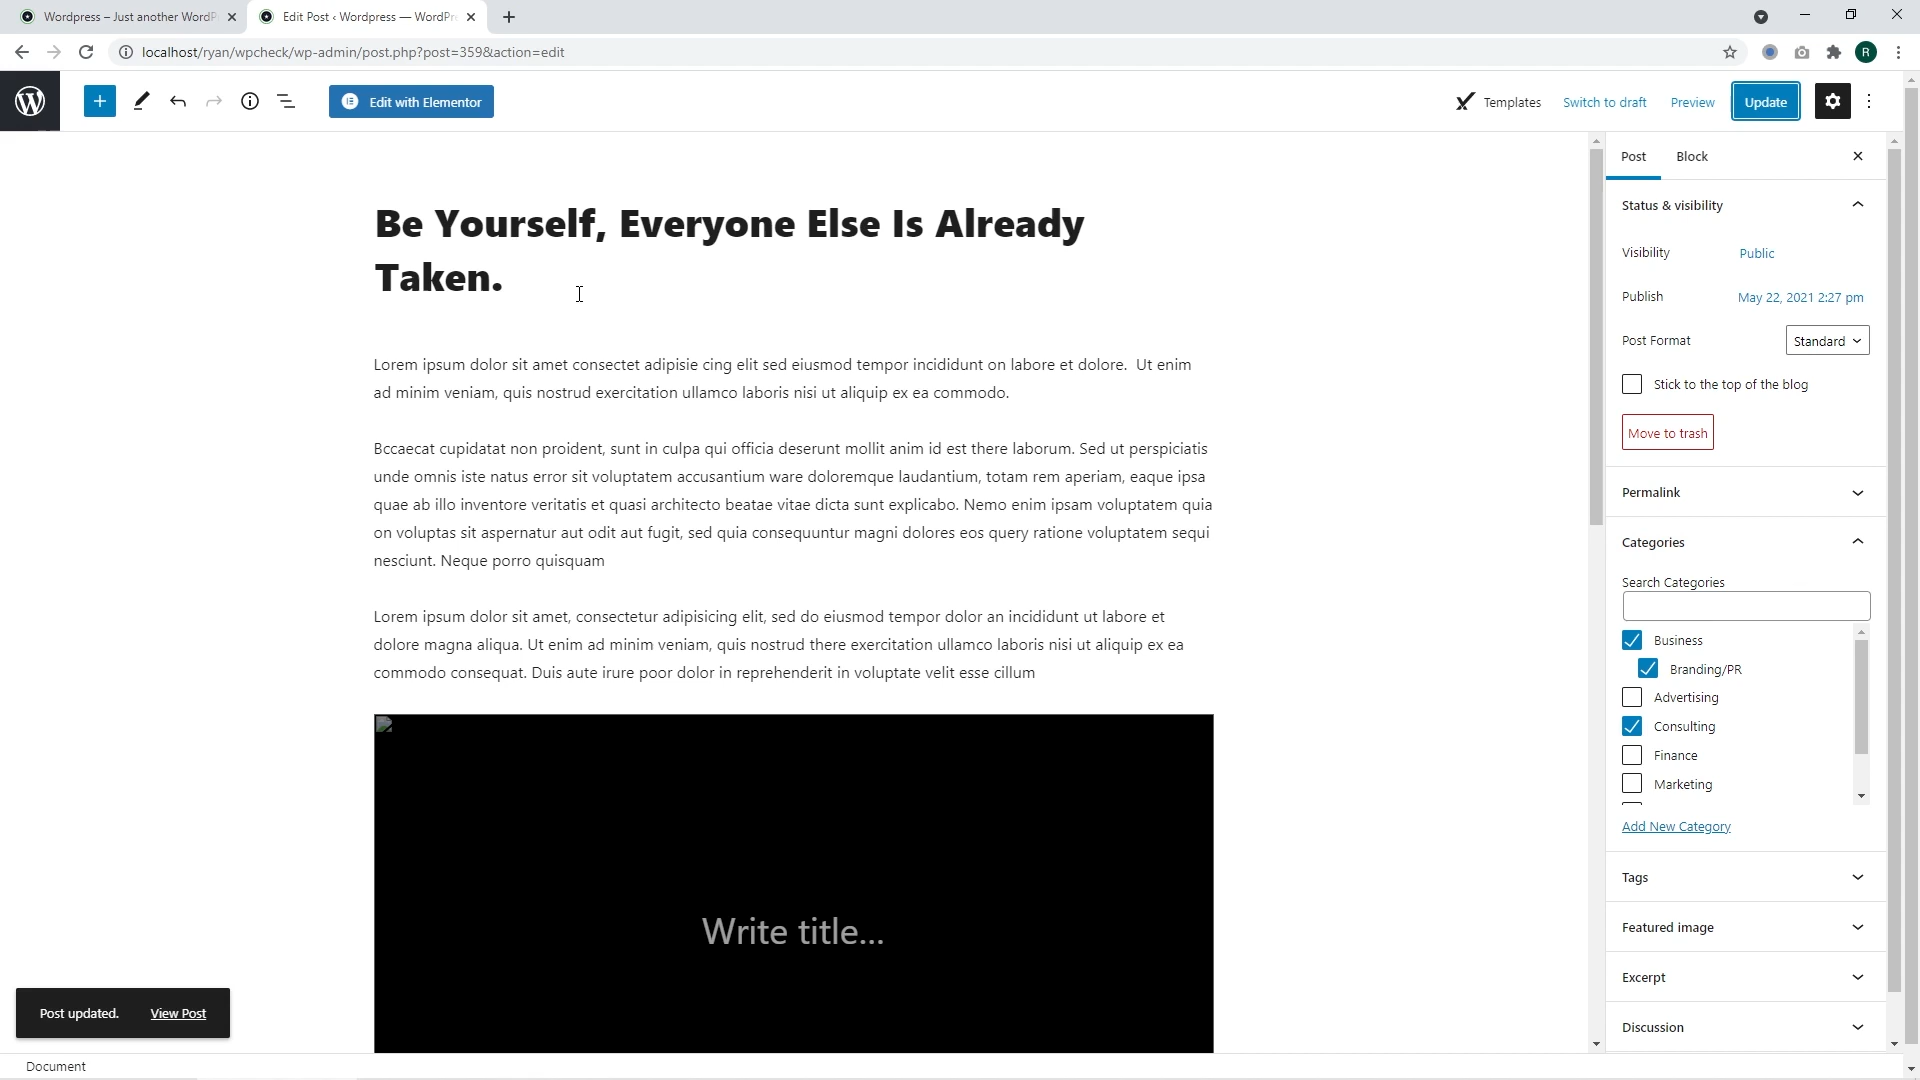 Wordpress – Just another WordP
Edit Post ‹ Wordpress — WordPre
localhost/ryan/wpcheck/wp-admin/post.php?post=359&action=edit
R
Edit with Elementor
Templates
Switch to draft
Preview
Update
Post
Block
Be Yourself, Everyone Else Is Already
Taken.
Lorem ipsum dolor sit amet consectet adipisie cing elit sed eiusmod tempor incididunt on labore et dolore.  Ut enim
ad minim veniam, quis nostrud exercitation ullamco laboris nisi ut aliquip ex ea commodo.
Bccaecat cupidatat non proident, sunt in culpa qui officia deserunt mollit anim id est there laborum. Sed ut perspiciatis
unde omnis iste natus error sit voluptatem accusantium ware doloremque laudantium, totam rem aperiam, eaque ipsa
quae ab illo inventore veritatis et quasi architecto beatae vitae dicta sunt explicabo. Nemo enim ipsam voluptatem quia
on voluptas sit aspernatur aut odit aut fugit, sed quia consequuntur magni dolores eos query ratione voluptatem sequi
nesciunt. Neque porro quisquam
Lorem ipsum dolor sit amet, consectetur adipisicing elit, sed do eiusmod tempor dolor an incididunt ut labore et
dolore magna aliqua. Ut enim ad minim veniam, quis nostrud there exercitation ullamco laboris nisi ut aliquip ex ea
commodo consequat. Duis aute irure poor dolor in reprehenderit in voluptate velit esse cillum
Write title...
Status & visibility
Visibility
Public
Publish
May 22, 2021 2:27 pm
Post Format
Standard
Stick to the top of the blog
Move to trash
Permalink
Categories
Search Categories
Business
Branding/PR
Advertising
Consulting
Finance
Marketing
Add New Category
Tags
Featured image
Excerpt
Discussion
Post updated.
View Post
Document